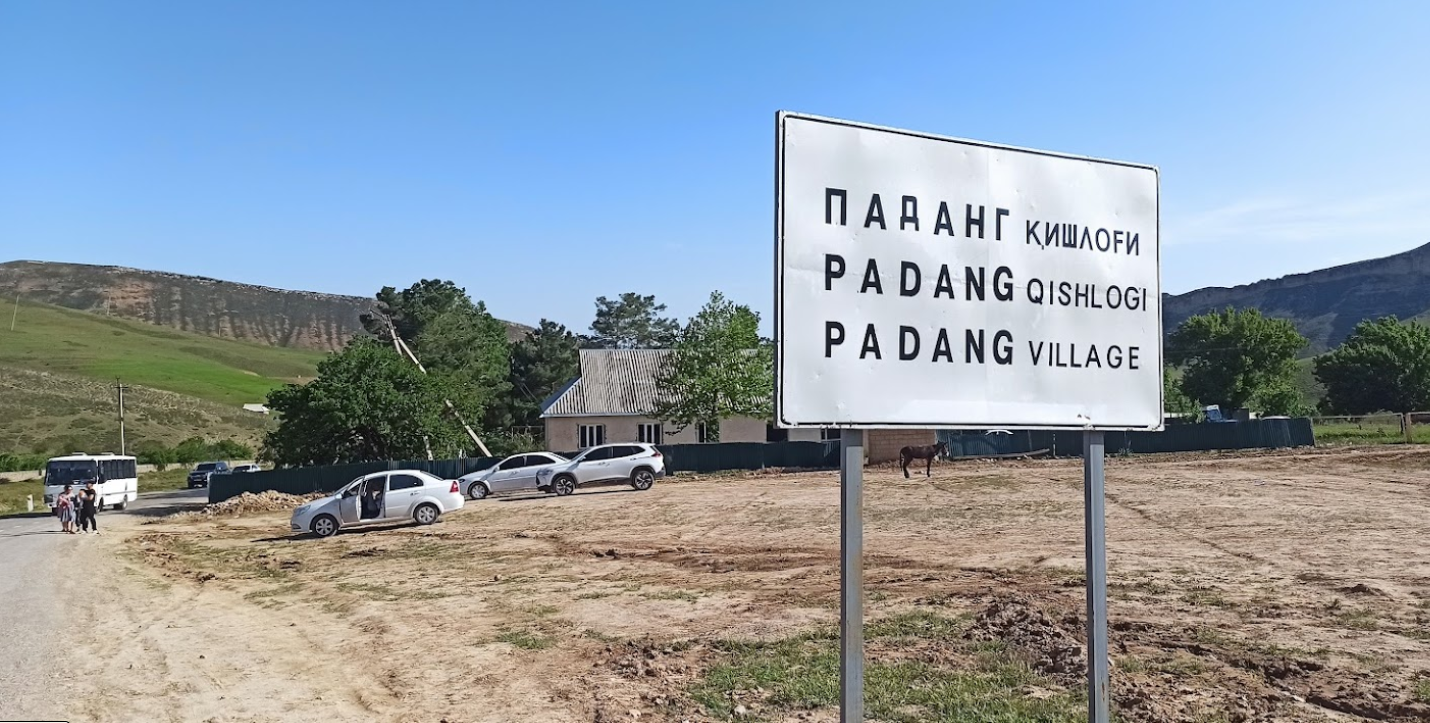 ПАДАНГ ҚИШЛОҒИ
PADANG QISHLOGI
PADANG VILLAGE